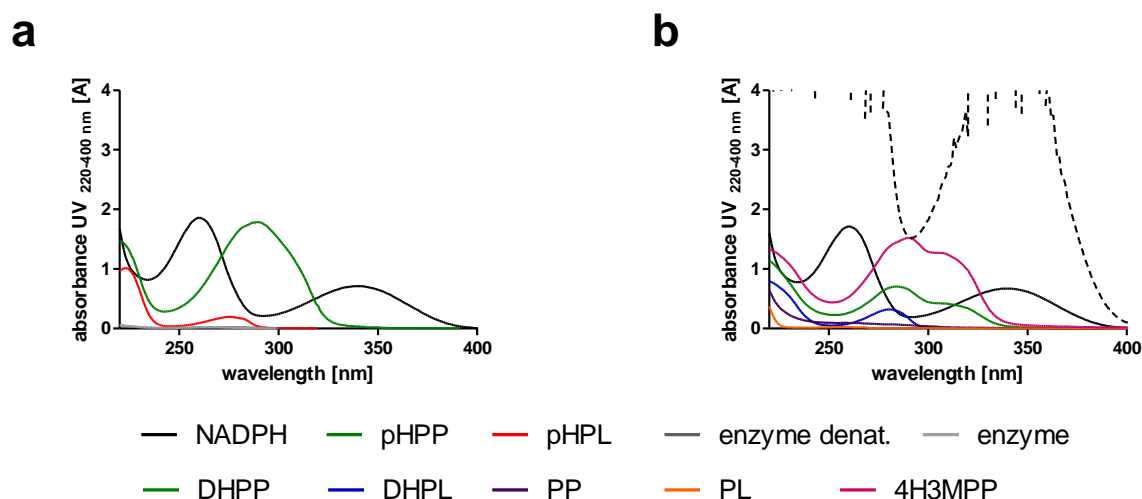 a
b
absorbance UV 220-400 nm [A]
4
3
2
1
0
250 300 350 400
wavelength [nm]
absorbance UV 220-400 nm [A]
4
3
2
1
0
250 300 350 400
wavelength [nm]
NADPH pHPP pHPL enzyme denat. enzyme
DHPP DHPL PP PL 4H3MPP